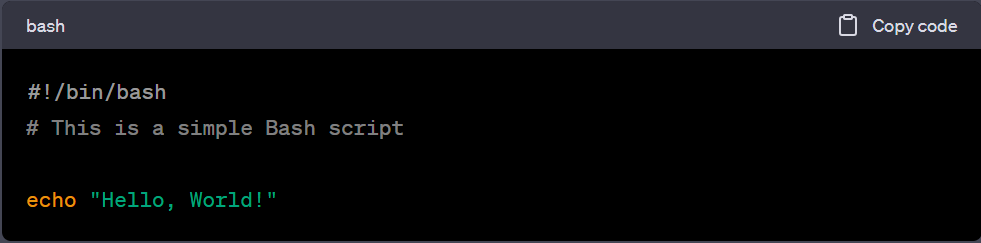 bash
Copy code
#!/bin/bash
# This is a simple Bash script
echo "Hello, World!"